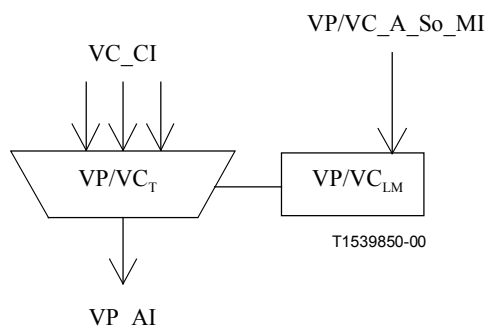 VP/VC_A_So_MI
VC_CI
VP/VC_T
VP/VC_LM
T1539850-00
VP_AI